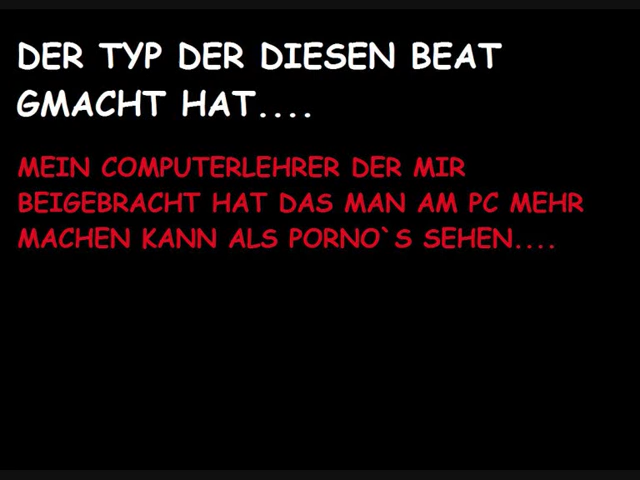 DER TYP DER DIESEN BEAT
GMACHT HAT....
MEIN COMPUTERLEHRER DER MIR
BEIGEBRACHT HAT DAS MAN AM PC MEHR
MACHEN KANN ALS PORNO`S SEHEN....